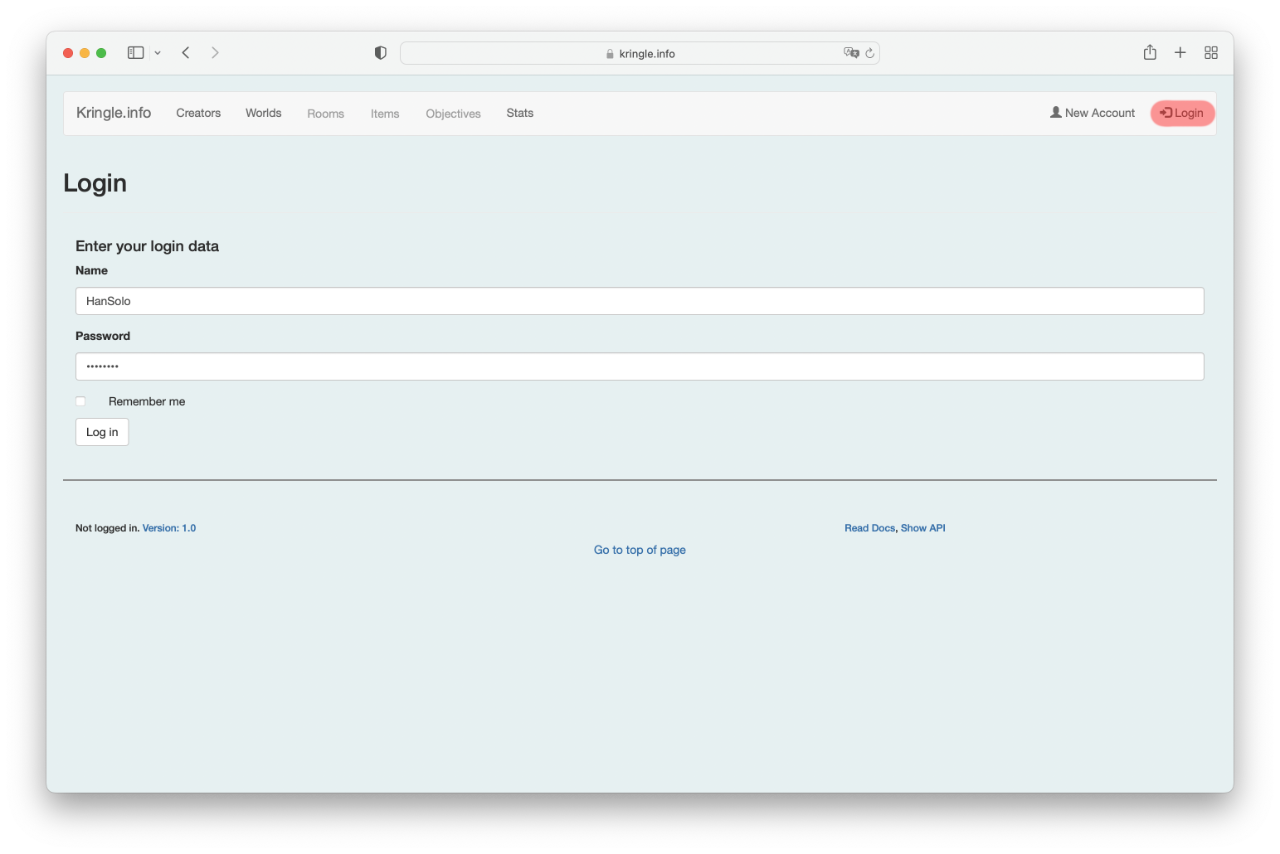 kringle.info
Kringle.info Creators Worlds Rooms Items Objectives Stats New Account Login
Login
Enter your login data
Name
HanSolo
Password
••••••••
Remember me
Log in
Not logged in. Version: 1.0 Read Docs, Show API
Go to top of page